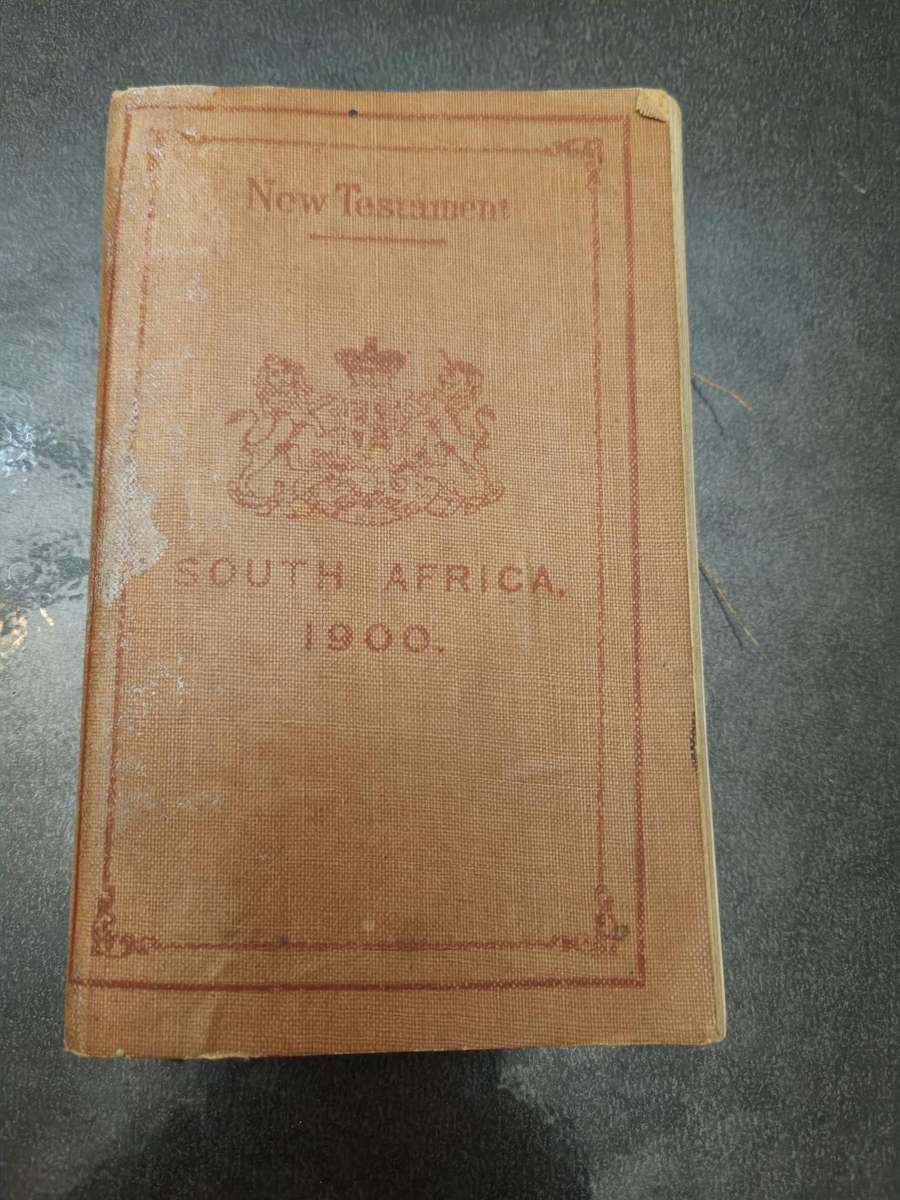 New Testament
SOUTH AFRICA.
1900.